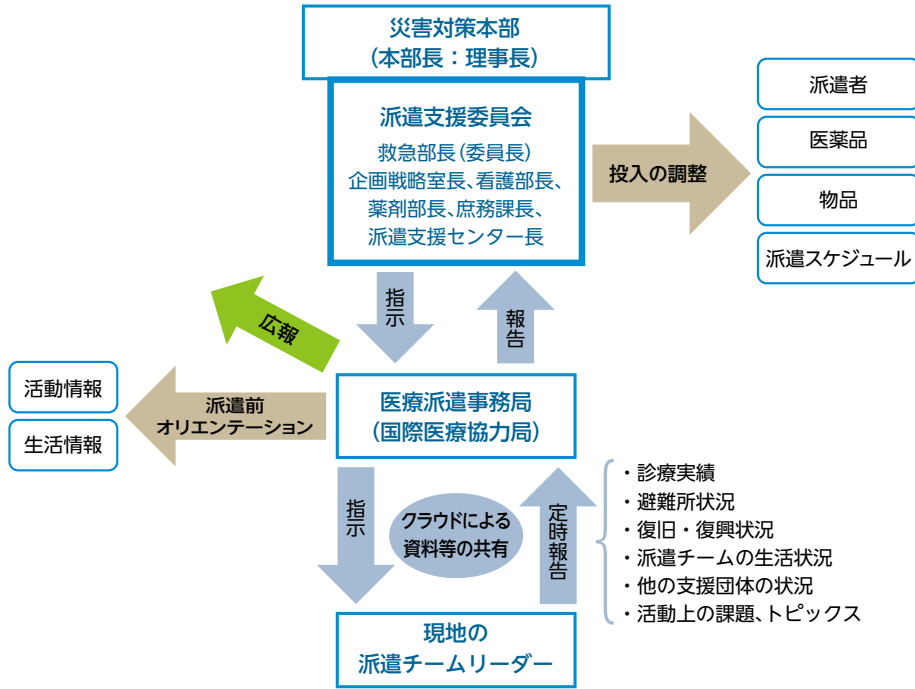 災害対策本部
(本部長：理事長)
派遣支援委員会
救急部長(委員長)
企画戦略室長、看護部長、
薬剤部長、庶務課長、
派遣支援センター長
投入の調整
派遣者
医薬品
物品
派遣スケジュール
指示
報告
広報
活動情報
生活情報
派遣前
オリエンテーション
医療派遣事務局
(国際医療協力局)
指示
クラウドによる
資料等の共有
定時報告
・診療実績
・避難所状況
・復旧・復興状況
・派遣チームの生活状況
・他の支援団体の状況
・活動上の課題、トピックス
現地の
派遣チームリーダー